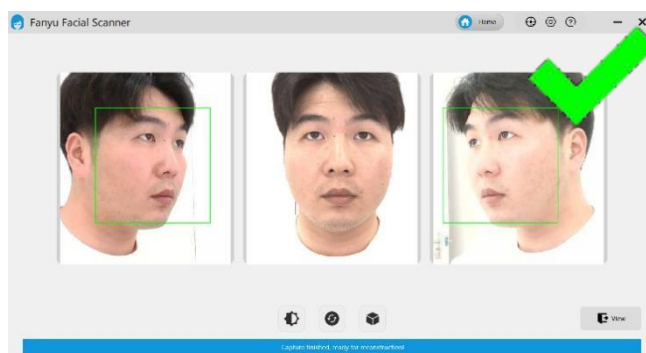 Fanyu Facial Scanner
Home
View
Capture finished, ready for reconstruction!